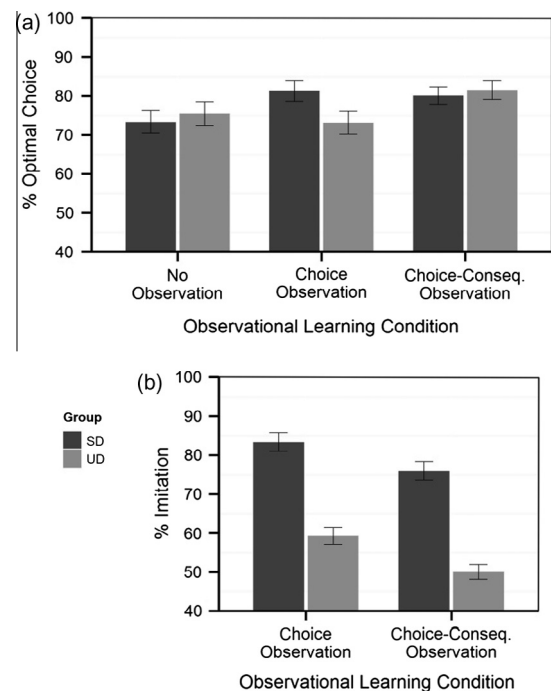 (a)
100
90
80
70
60
50
40
% Optimal Choice
No
Observation
Choice
Observation
Choice-Conseq.
Observation
Observational Learning Condition
(b)
Group
SD
UD
100
90
80
70
60
50
40
% Imitation
Choice
Observation
Choice-Conseq.
Observation
Observational Learning Condition